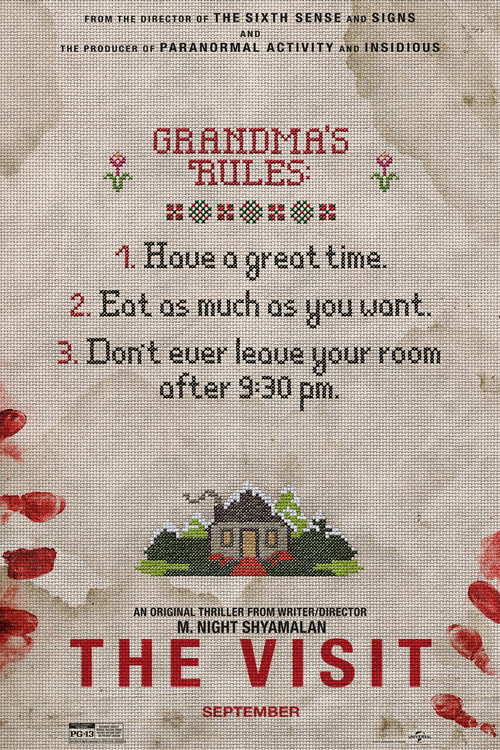 FROM THE DIRECTOR OF THE SIXTH SENSE AND SIGNS
AND
THE PRODUCER OF PARANORMAL ACTIVITY AND INSIDIOUS
GRANDMA'S
RULES:
1. Have a great time.
2. Eat as much as you want.
3. Don't ever leave your room
after 9:30 pm.
AN ORIGINAL THRILLER FROM WRITER/DIRECTOR
M. NIGHT SHYAMALAN
THE VISIT
SEPTEMBER
PG-13
UNIVERSAL